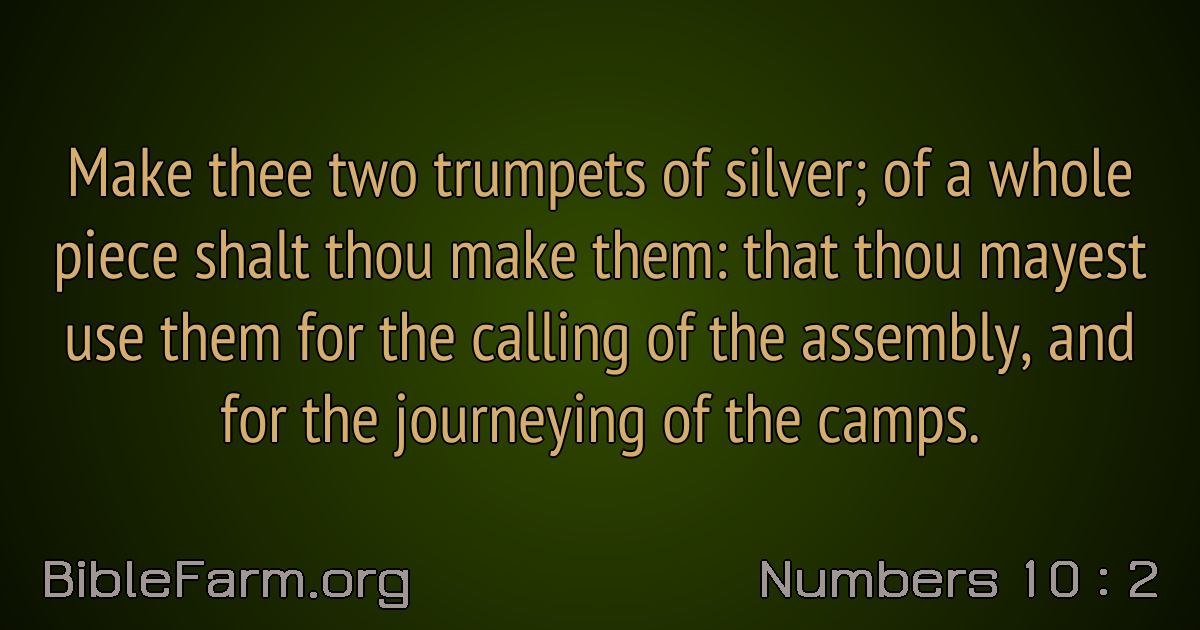 Make thee two trumpets of silver; of a whole
piece shalt thou make them: that thou mayest
use them for the calling of the assembly, and
for the journeying of the camps.
BibleFarm.org
Numbers 10 : 2